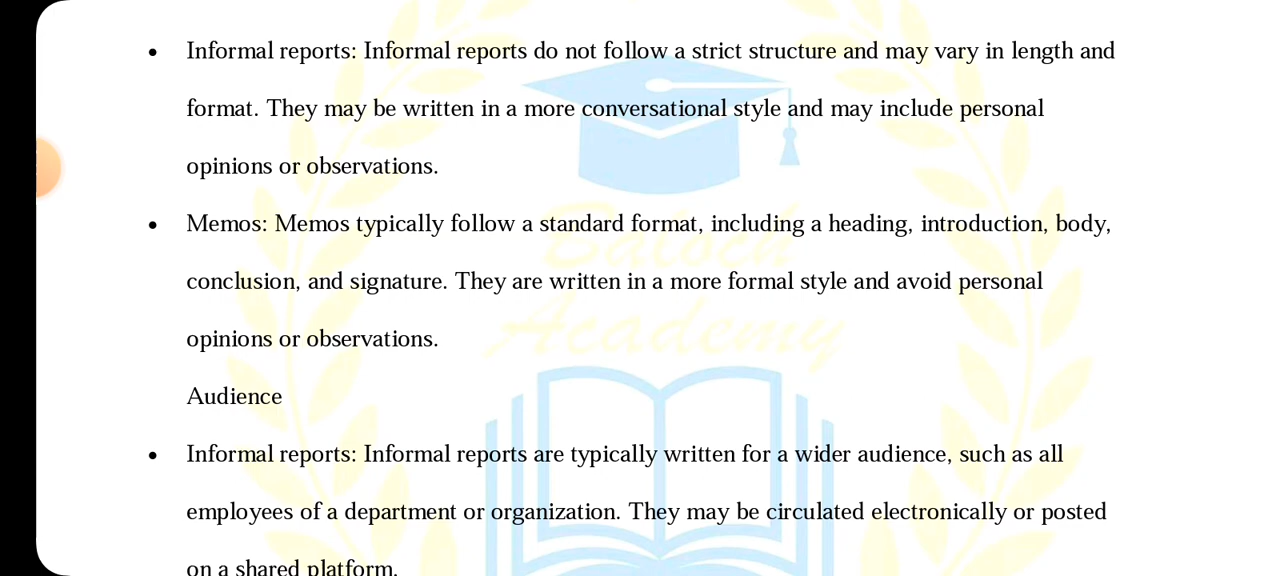 • Informal reports: Informal reports do not follow a strict structure and may vary in length and
format. They may be written in a more conversational style and may include personal
opinions or observations.
• Memos: Memos typically follow a standard format, including a heading, introduction, body,
conclusion, and signature. They are written in a more formal style and avoid personal
opinions or observations.
Audience
• Informal reports: Informal reports are typically written for a wider audience, such as all
employees of a department or organization. They may be circulated electronically or posted
on a shared platform.
Baloch
Academy